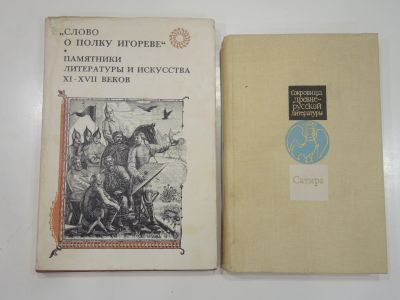 „СЛОВО
О ПОЛКУ ИГОРЕВЕ“
•
ПАМЯТНИКИ
ЛИТЕРАТУРЫ И ИСКУССТВА
XI-XVII ВЕКОВ
Сокровища
древне-
русской
литературы
Сатира